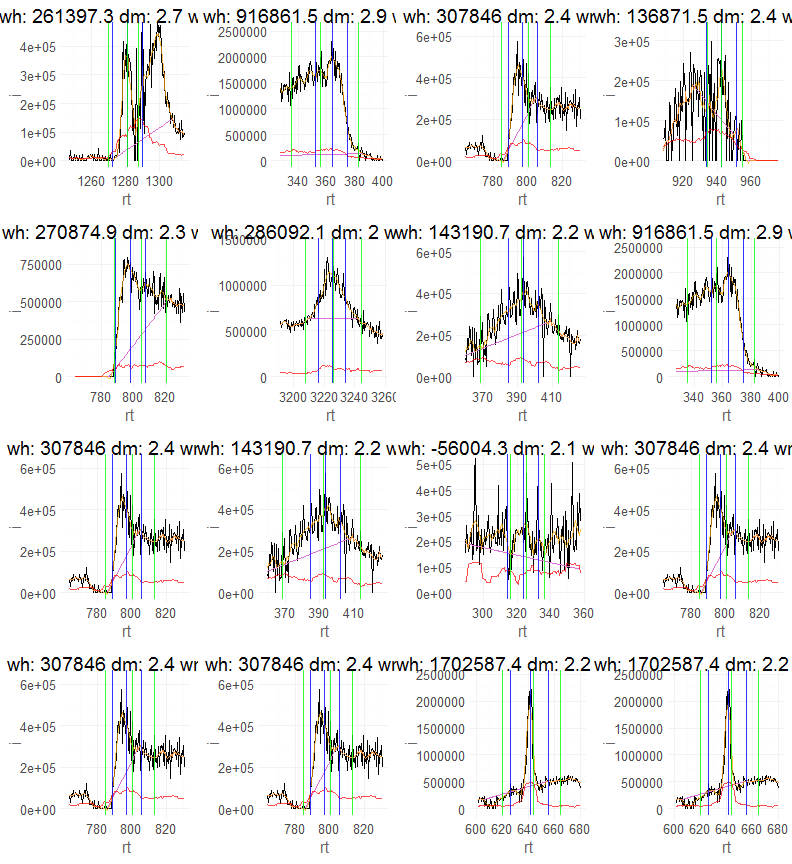 wh: 261397.3 dm: 2.7 w
4e+05
3e+05
2e+05
1e+05
0e+00
i
1260 1280 1300
rt
wh: 916861.5 dm: 2.9 w
2500000
2000000
1500000
1000000
500000
0
i
340 360 380 400
rt
wh: 307846 dm: 2.4 w
6e+05
4e+05
2e+05
0e+00
i
780 800 820
rt
wh: 136871.5 dm: 2.4 w
3e+05
2e+05
1e+05
0e+00
i
920 940 960
rt
wh: 270874.9 dm: 2.3 w
750000
500000
250000
0
i
780 800 820
rt
wh: 286092.1 dm: 2
1500000
1000000
500000
0
i
3200 3220 3240 3260
rt
wh: 143190.7 dm: 2.2 w
6e+05
4e+05
2e+05
0e+00
i
370 390 410
rt
wh: 916861.5 dm: 2.9
2500000
2000000
1500000
1000000
500000
0
i
340 360 380 400
rt
wh: 307846 dm: 2.4 wr
6e+05
4e+05
2e+05
0e+00
i
780 800 820
rt
wh: 143190.7 dm: 2.2 w
6e+05
4e+05
2e+05
0e+00
i
370 390 410
rt
wh: -56004.3 dm: 2.1 w
5e+05
4e+05
3e+05
2e+05
1e+05
0e+00
i
300 320 340 360
rt
wh: 307846 dm: 2.4 wr
6e+05
4e+05
2e+05
0e+00
i
780 800 820
rt
wh: 307846 dm: 2.4 wr
6e+05
4e+05
2e+05
0e+00
i
780 800 820
rt
wh: 307846 dm: 2.4 wr
6e+05
4e+05
2e+05
0e+00
i
780 800 820
rt
wh: 1702587.4 dm: 2.2
2500000
2000000
1500000
1000000
500000
0
i
600 620 640 660 680
rt
wh: 1702587.4 dm: 2.2
2500000
2000000
1500000
1000000
500000
0
i
600 620 640 660 680
rt